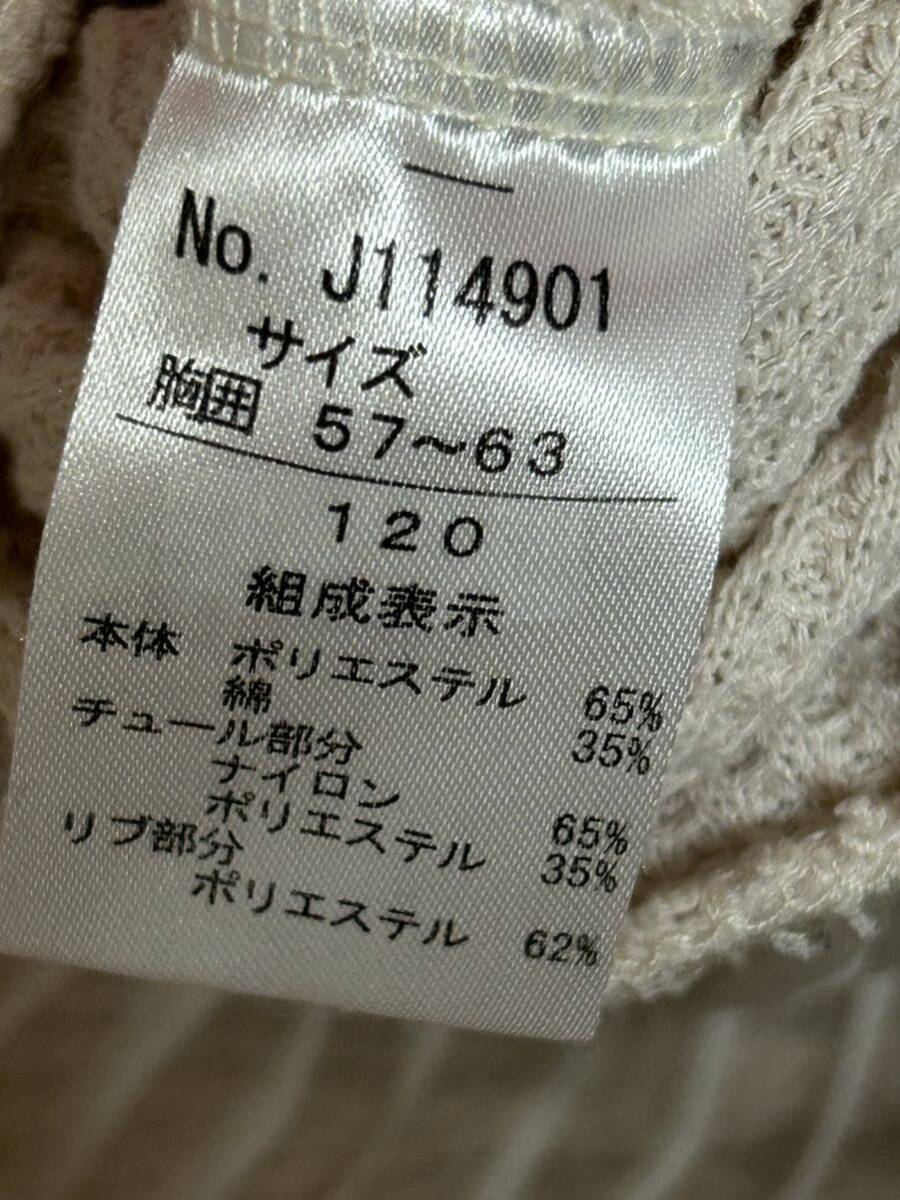 No. J114901
サイズ
胸囲 57～63
120
組成表示
本体 ポリエステル 65%
綿 35%
チュール部分
ナイロン 65%
ポリエステル 35%
リブ部分
ポリエステル 62%